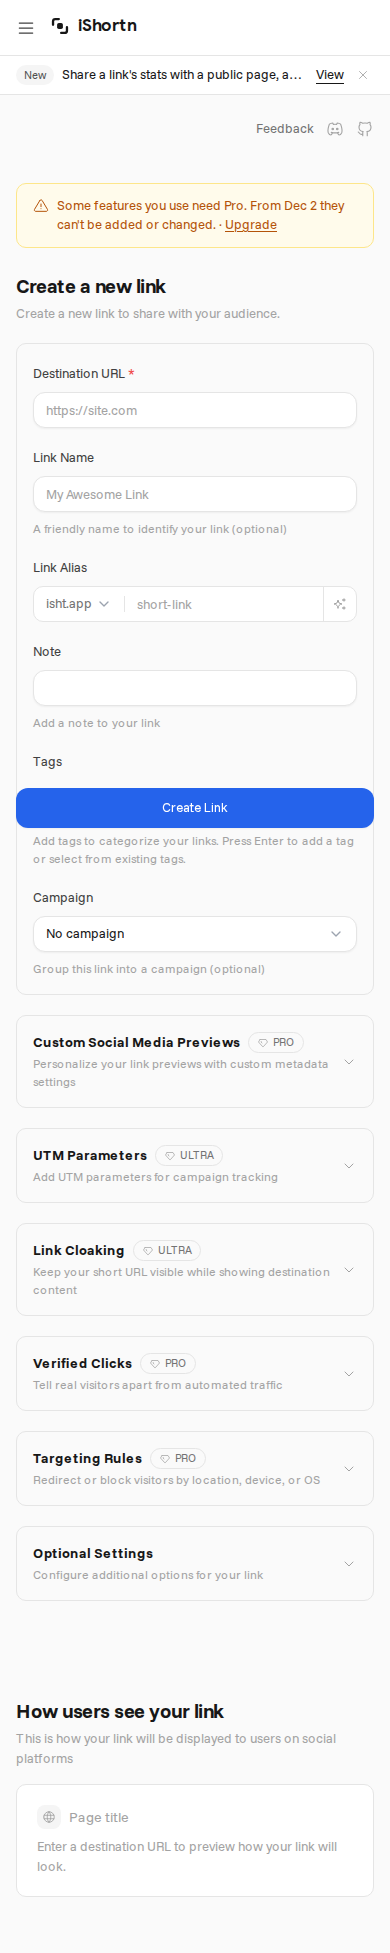 iShortn
New Share a link's stats with a public page, a... View
Feedback
Some features you use need Pro. From Dec 2 they
can't be added or changed. · Upgrade
Create a new link
Create a new link to share with your audience.
Destination URL *
https://site.com
Link Name
My Awesome Link
A friendly name to identify your link (optional)
Link Alias
isht.app short-link
Note
Add a note to your link
Tags
Create Link
Add tags to categorize your links. Press Enter to add a tag
or select from existing tags.
Campaign
No campaign
Group this link into a campaign (optional)
Custom Social Media Previews PRO
Personalize your link previews with custom metadata
settings
UTM Parameters ULTRA
Add UTM parameters for campaign tracking
Link Cloaking ULTRA
Keep your short URL visible while showing destination
content
Verified Clicks PRO
Tell real visitors apart from automated traffic
Targeting Rules PRO
Redirect or block visitors by location, device, or OS
Optional Settings
Configure additional options for your link
How users see your link
This is how your link will be displayed to users on social
platforms
Page title
Enter a destination URL to preview how your link will
look.